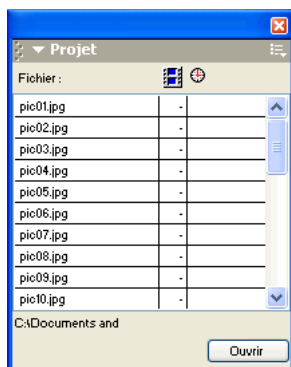 Projet
Fichier :
pic01.jpg -
pic02.jpg -
pic03.jpg -
pic04.jpg -
pic05.jpg -
pic06.jpg -
pic07.jpg -
pic08.jpg -
pic09.jpg -
pic10.jpg -
C:\Documents and
Ouvrir